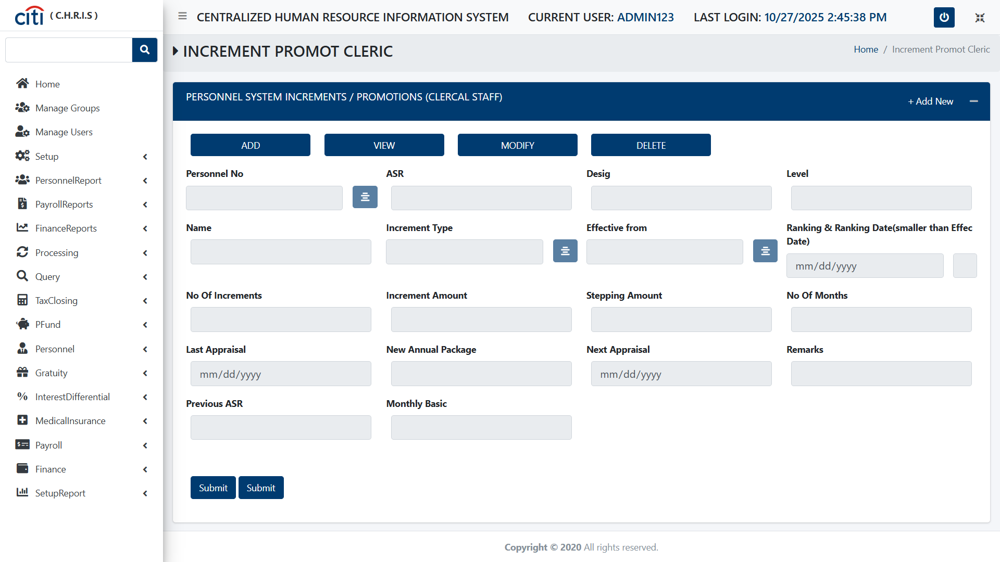 citi ( C.H.R.I.S )
CENTRALIZED HUMAN RESOURCE INFORMATION SYSTEM CURRENT USER: ADMIN123 LAST LOGIN: 10/27/2025 2:45:38 PM
INCREMENT PROMOT CLERIC
Home / Increment Promot Cleric
Home
Manage Groups
Manage Users
Setup
PersonnelReport
PayrollReports
FinanceReports
Processing
Query
TaxClosing
PFund
Personnel
Gratuity
InterestDifferential
MedicalInsurance
Payroll
Finance
SetupReport
PERSONNEL SYSTEM INCREMENTS / PROMOTIONS (CLERCAL STAFF)
+ Add New
ADD VIEW MODIFY DELETE
Personnel No ASR Desig Level
Name Increment Type Effective from Ranking & Ranking Date(smaller than Effec
Date)
mm/dd/yyyy
No Of Increments Increment Amount Stepping Amount No Of Months
Last Appraisal New Annual Package Next Appraisal Remarks
mm/dd/yyyy mm/dd/yyyy
Previous ASR Monthly Basic
Submit Submit
Copyright © 2020 All rights reserved.